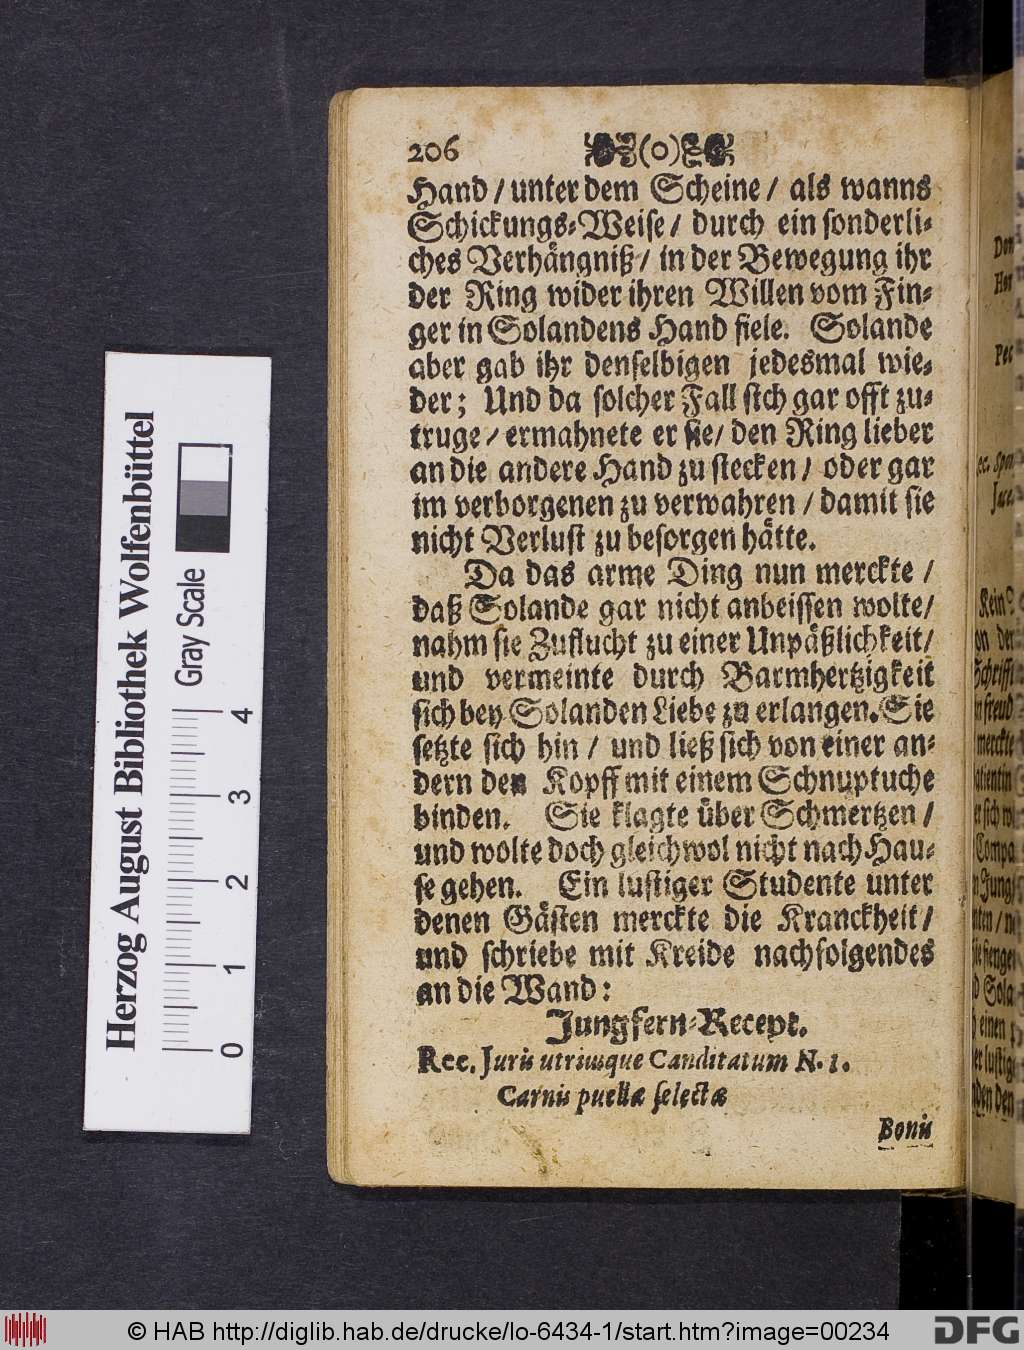 206 (o)
Hand / unter dem Scheine / als wanns
Schickungs-Weise / durch ein sonderli-
ches Verhängniß / in der Bewegung ihr
der Ring wider ihren Willen vom Fin-
ger in Solandens Hand fiele. Solande
aber gab ihr denselbigen jedesmal wie-
der; Und da solcher Fall sich gar offt zu-
truge / ermahnete er sie / den Ring lieber
an die andere Hand zu stecken / oder gar
im verborgenen zu verwahren / damit sie
nicht Verlust zu besorgen hätte.
Da das arme Ding nun merckte /
daß Solande gar nicht anbeissen wolte /
nahm sie Zuflucht zu einer Unpäßlichkeit /
und vermeinte durch Barmhertzigkeit
sich bey Solanden Liebe zu erlangen. Sie
setzte sich hin / und ließ sich von einer an-
dern den Kopff mit einem Schnuptuche
binden. Sie klagte über Schmertzen /
und wolte doch gleichwol nicht nach Hau-
se gehen. Ein lustiger Studente unter
denen Gästen merckte die Kranckheit /
und schriebe mit Kreide nachfolgendes
an die Wand:
Jungfern-Recept.
Rec. Juris utriusque Canditatum N. 1.
Carnis puellæ selectæ
Bonis
Herzog August Bibliothek Wolfenbüttel
Gray Scale
0 1 2 3 4
© HAB http://diglib.hab.de/drucke/lo-6434-1/start.htm?image=00234
DFG